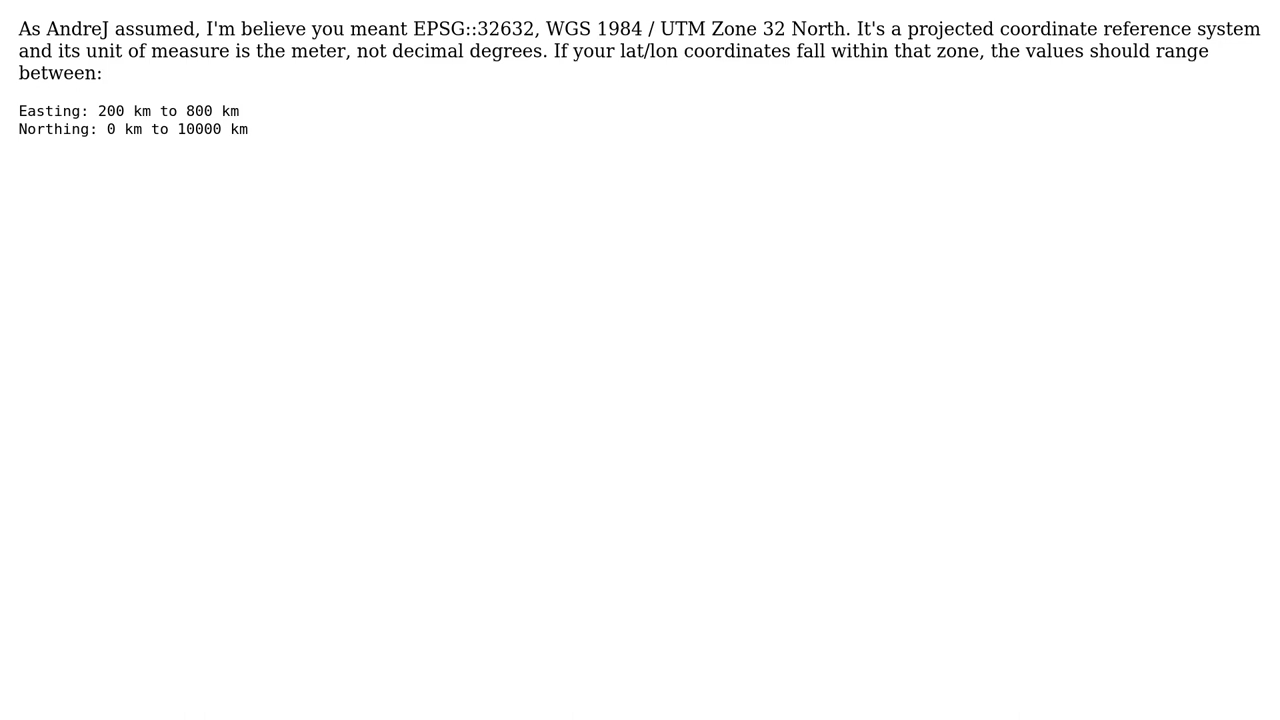 As AndreJ assumed, I'm believe you meant EPSG::32632, WGS 1984 / UTM Zone 32 North. It's a projected coordinate reference system
and its unit of measure is the meter, not decimal degrees. If your lat/lon coordinates fall within that zone, the values should range
between:
Easting: 200 km to 800 km
Northing: 0 km to 10000 km